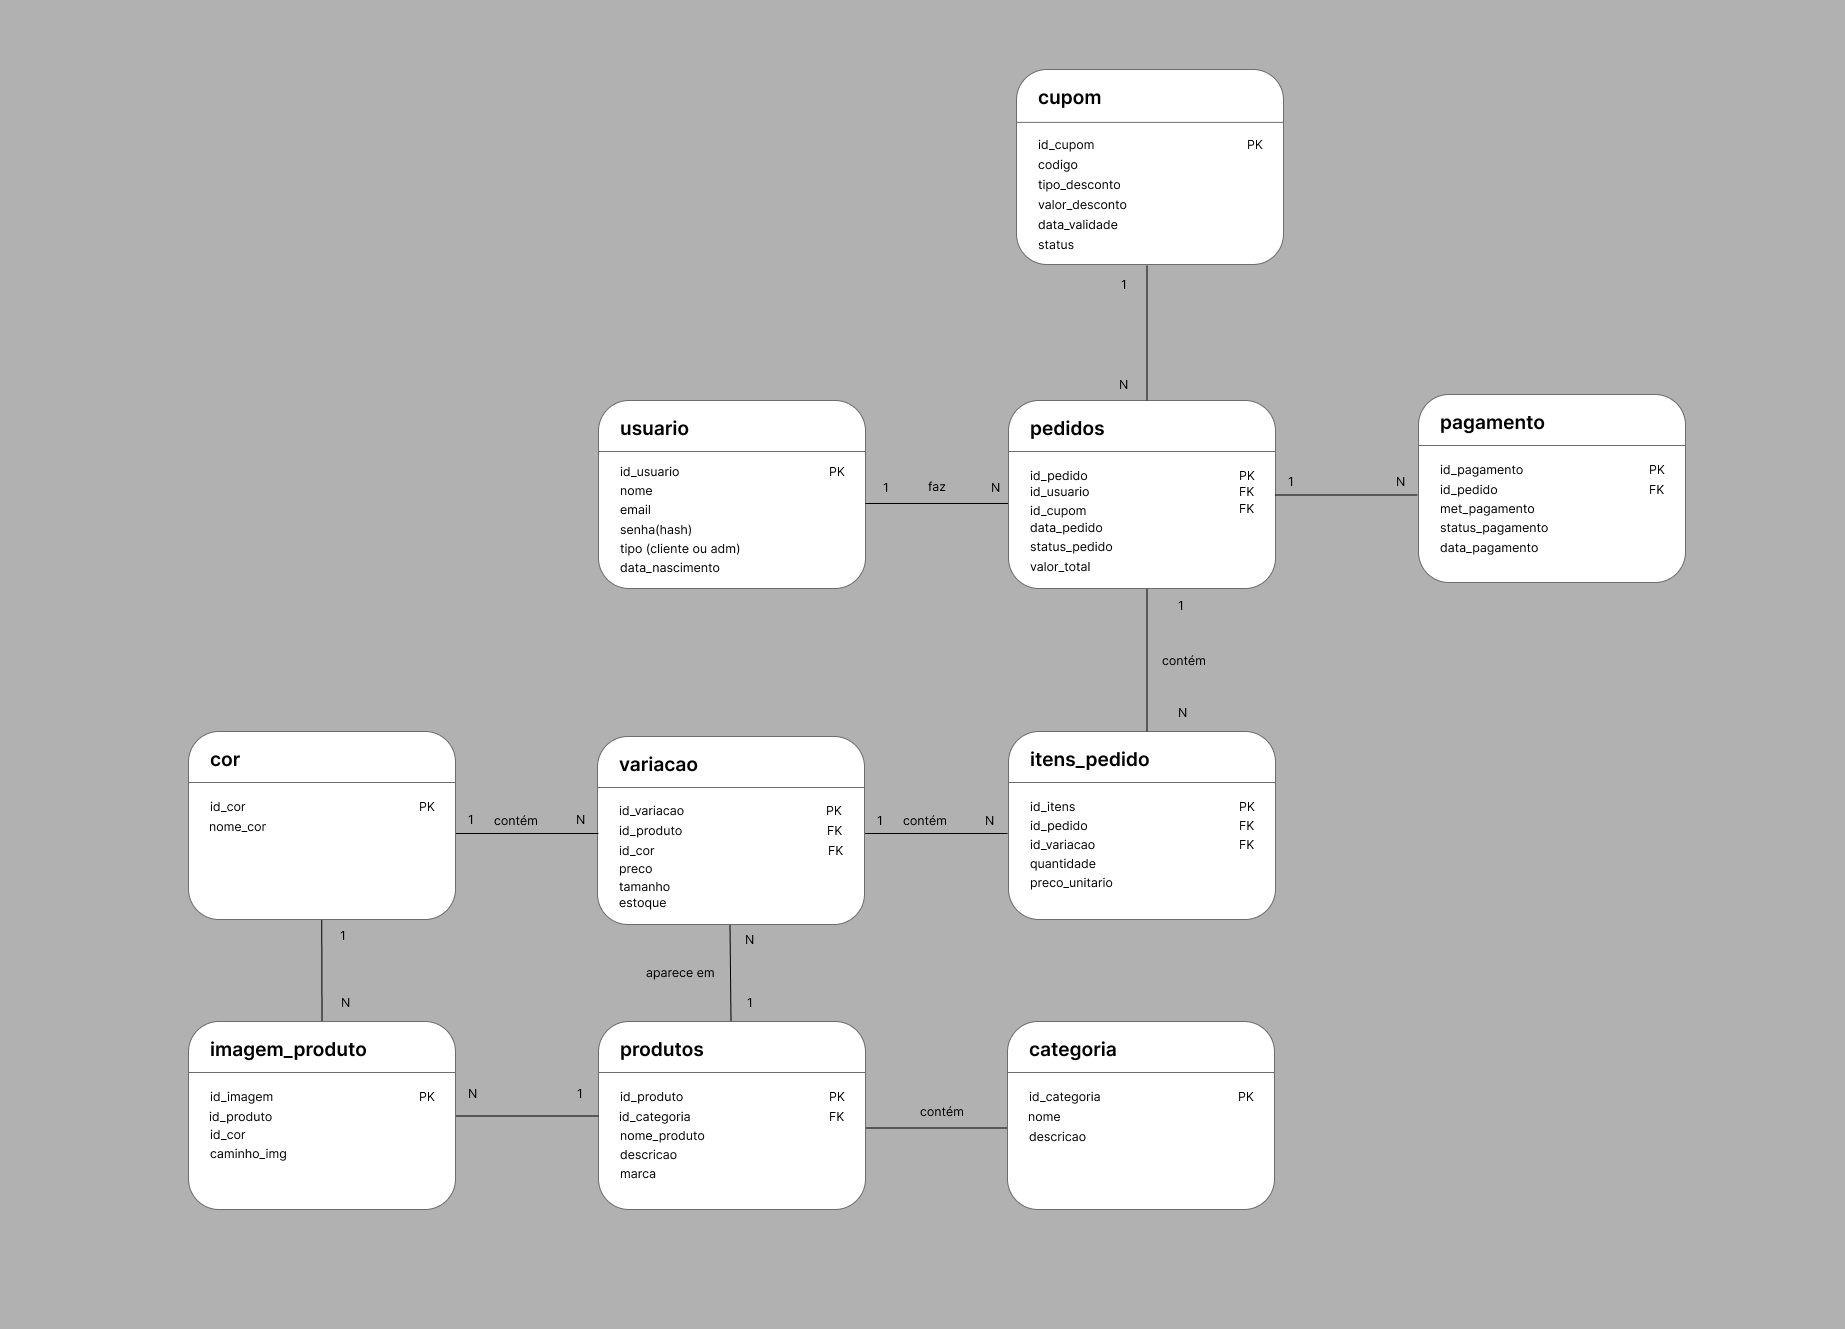 cupom
id_cupom PK
codigo
tipo_desconto
valor_desconto
data_validade
status
1
N
usuario
id_usuario PK
nome
email
senha(hash)
tipo (cliente ou adm)
data_nascimento
1 faz N
pedidos
id_pedido PK
id_usuario FK
id_cupom FK
data_pedido
status_pedido
valor_total
1 N
pagamento
id_pagamento PK
id_pedido FK
met_pagamento
status_pagamento
data_pagamento
1
contém
N
cor
id_cor PK
nome_cor
1 contém N
variacao
id_variacao PK
id_produto FK
id_cor FK
preco
tamanho
estoque
1 contém N
itens_pedido
id_itens PK
id_pedido FK
id_variacao FK
quantidade
preco_unitario
1
N
N
aparece em
1
imagem_produto
id_imagem PK
id_produto
id_cor
caminho_img
N 1
produtos
id_produto PK
id_categoria FK
nome_produto
descricao
marca
contém
categoria
id_categoria PK
nome
descricao